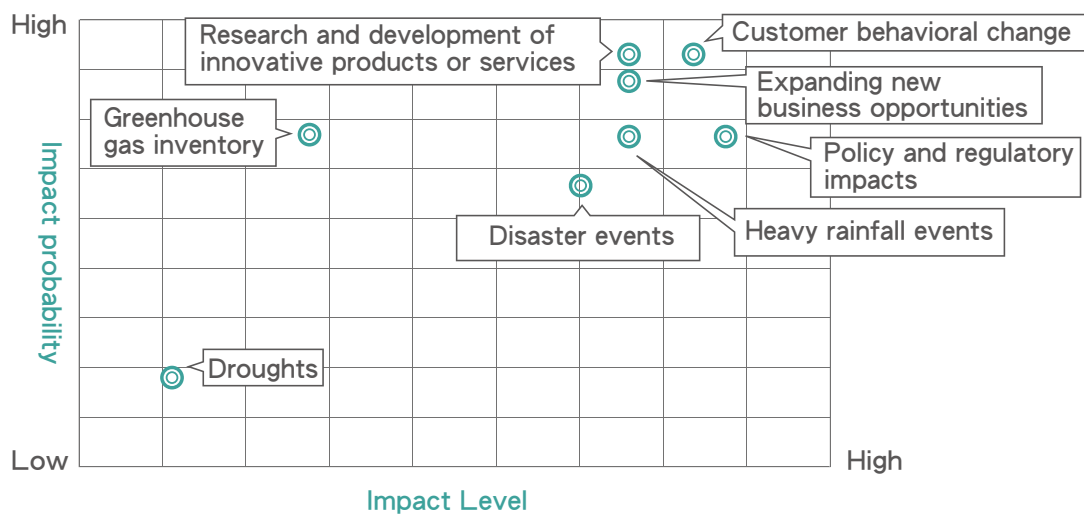 High
Research and development of
innovative products or services
Customer behavioral change
Expanding new
business opportunities
Greenhouse
gas inventory
Policy and regulatory
impacts
Disaster events
Heavy rainfall events
Impact probability
Droughts
Low
High
Impact Level